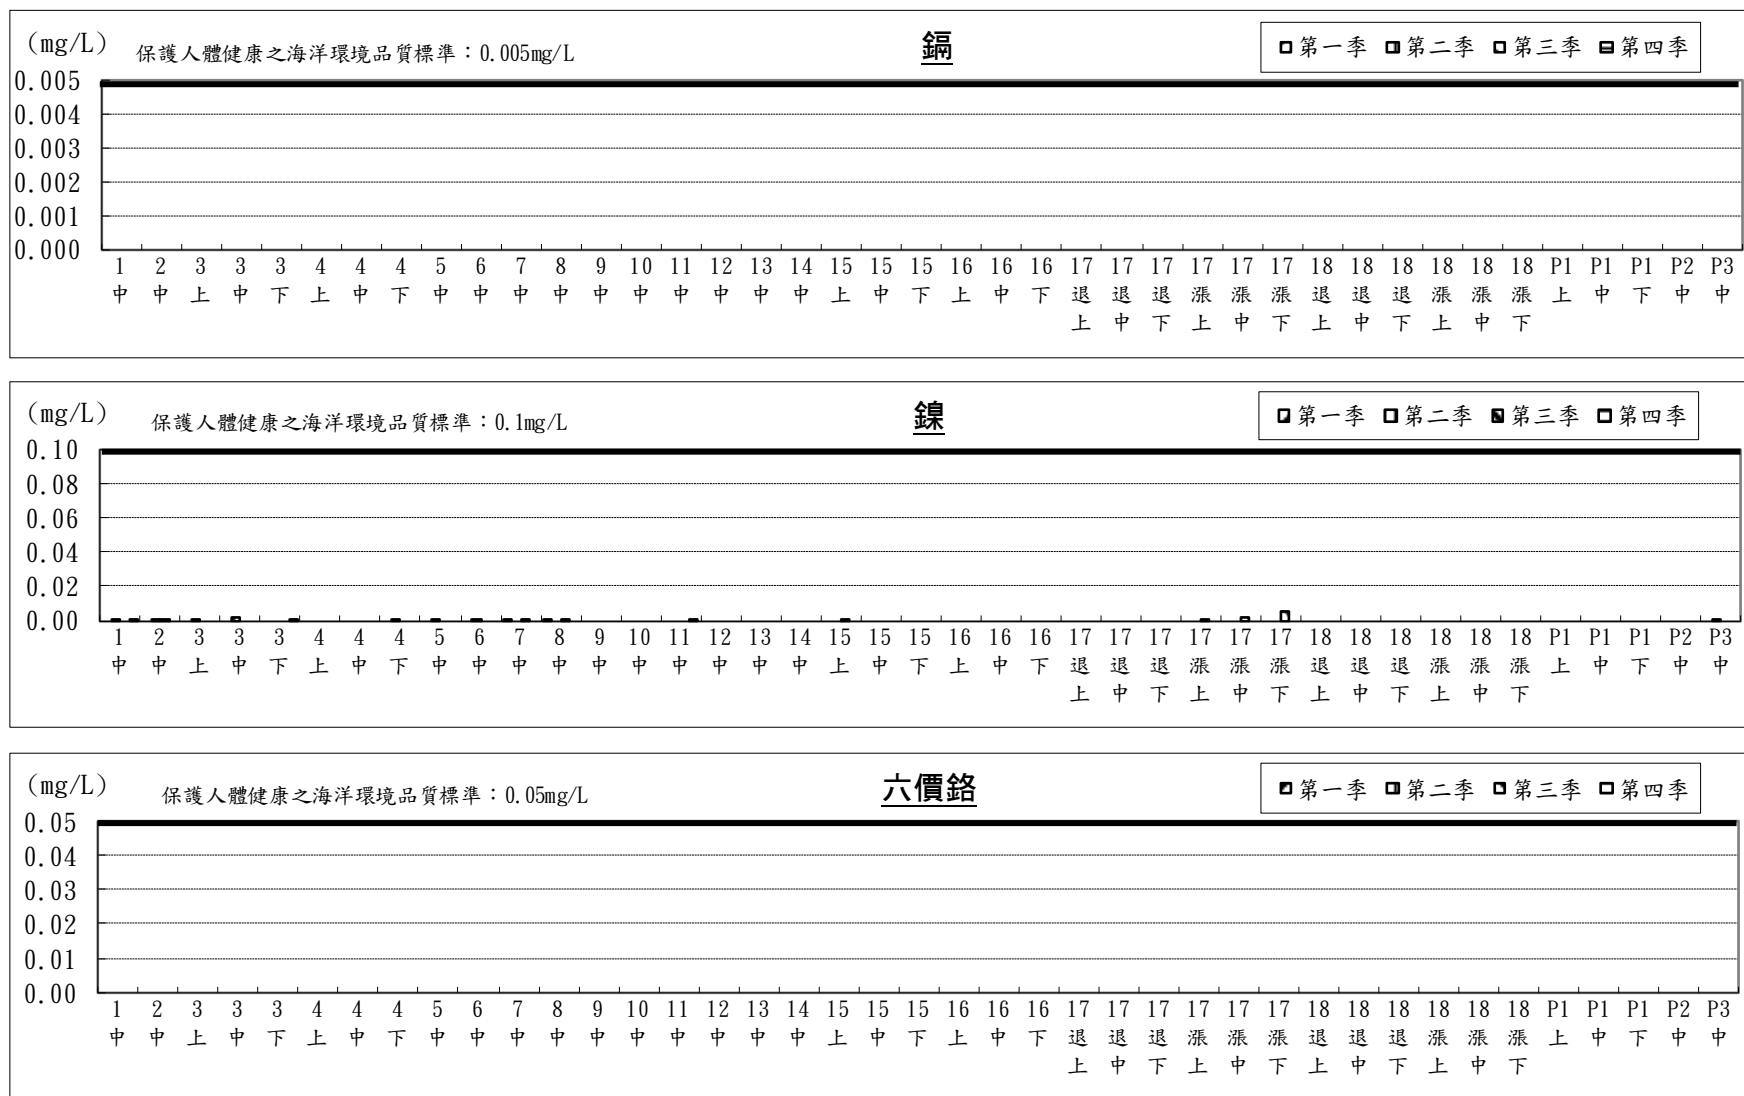 (mg/L) 保護人體健康之海洋環境品質標準：0.005mg/L 鎘 第一季 第二季 第三季 第四季
0.005
0.004
0.003
0.002
0.001
0.000
1 2 3 3 3 4 4 4 5 6 7 8 9 10 11 12 13 14 15 15 15 16 16 16 17 17 17 17 17 17 18 18 18 18 18 18 P1 P1 P1 P2 P3
中 中 上 中 下 上 中 下 中 中 中 中 中 中 中 中 中 中 上 中 下 上 中 下 退 退 退 漲 漲 漲 退 退 退 漲 漲 漲 上 中 下 中 中
上 中 下 上 中 下 上 中 下 上 中 下
(mg/L) 保護人體健康之海洋環境品質標準：0.1mg/L 鎳 第一季 第二季 第三季 第四季
0.10
0.08
0.06
0.04
0.02
0.00
1 2 3 3 3 4 4 4 5 6 7 8 9 10 11 12 13 14 15 15 15 16 16 16 17 17 17 17 17 17 18 18 18 18 18 18 P1 P1 P1 P2 P3
中 中 上 中 下 上 中 下 中 中 中 中 中 中 中 中 中 中 上 中 下 上 中 下 退 退 退 漲 漲 漲 退 退 退 漲 漲 漲 上 中 下 中 中
上 中 下 上 中 下 上 中 下 上 中 下
(mg/L) 保護人體健康之海洋環境品質標準：0.05mg/L 六價鉻 第一季 第二季 第三季 第四季
0.05
0.04
0.03
0.02
0.01
0.00
1 2 3 3 3 4 4 4 5 6 7 8 9 10 11 12 13 14 15 15 15 16 16 16 17 17 17 17 17 17 18 18 18 18 18 18 P1 P1 P1 P2 P3
中 中 上 中 下 上 中 下 中 中 中 中 中 中 中 中 中 中 上 中 下 上 中 下 退 退 退 漲 漲 漲 退 退 退 漲 漲 漲 上 中 下 中 中
上 中 下 上 中 下 上 中 下 上 中 下